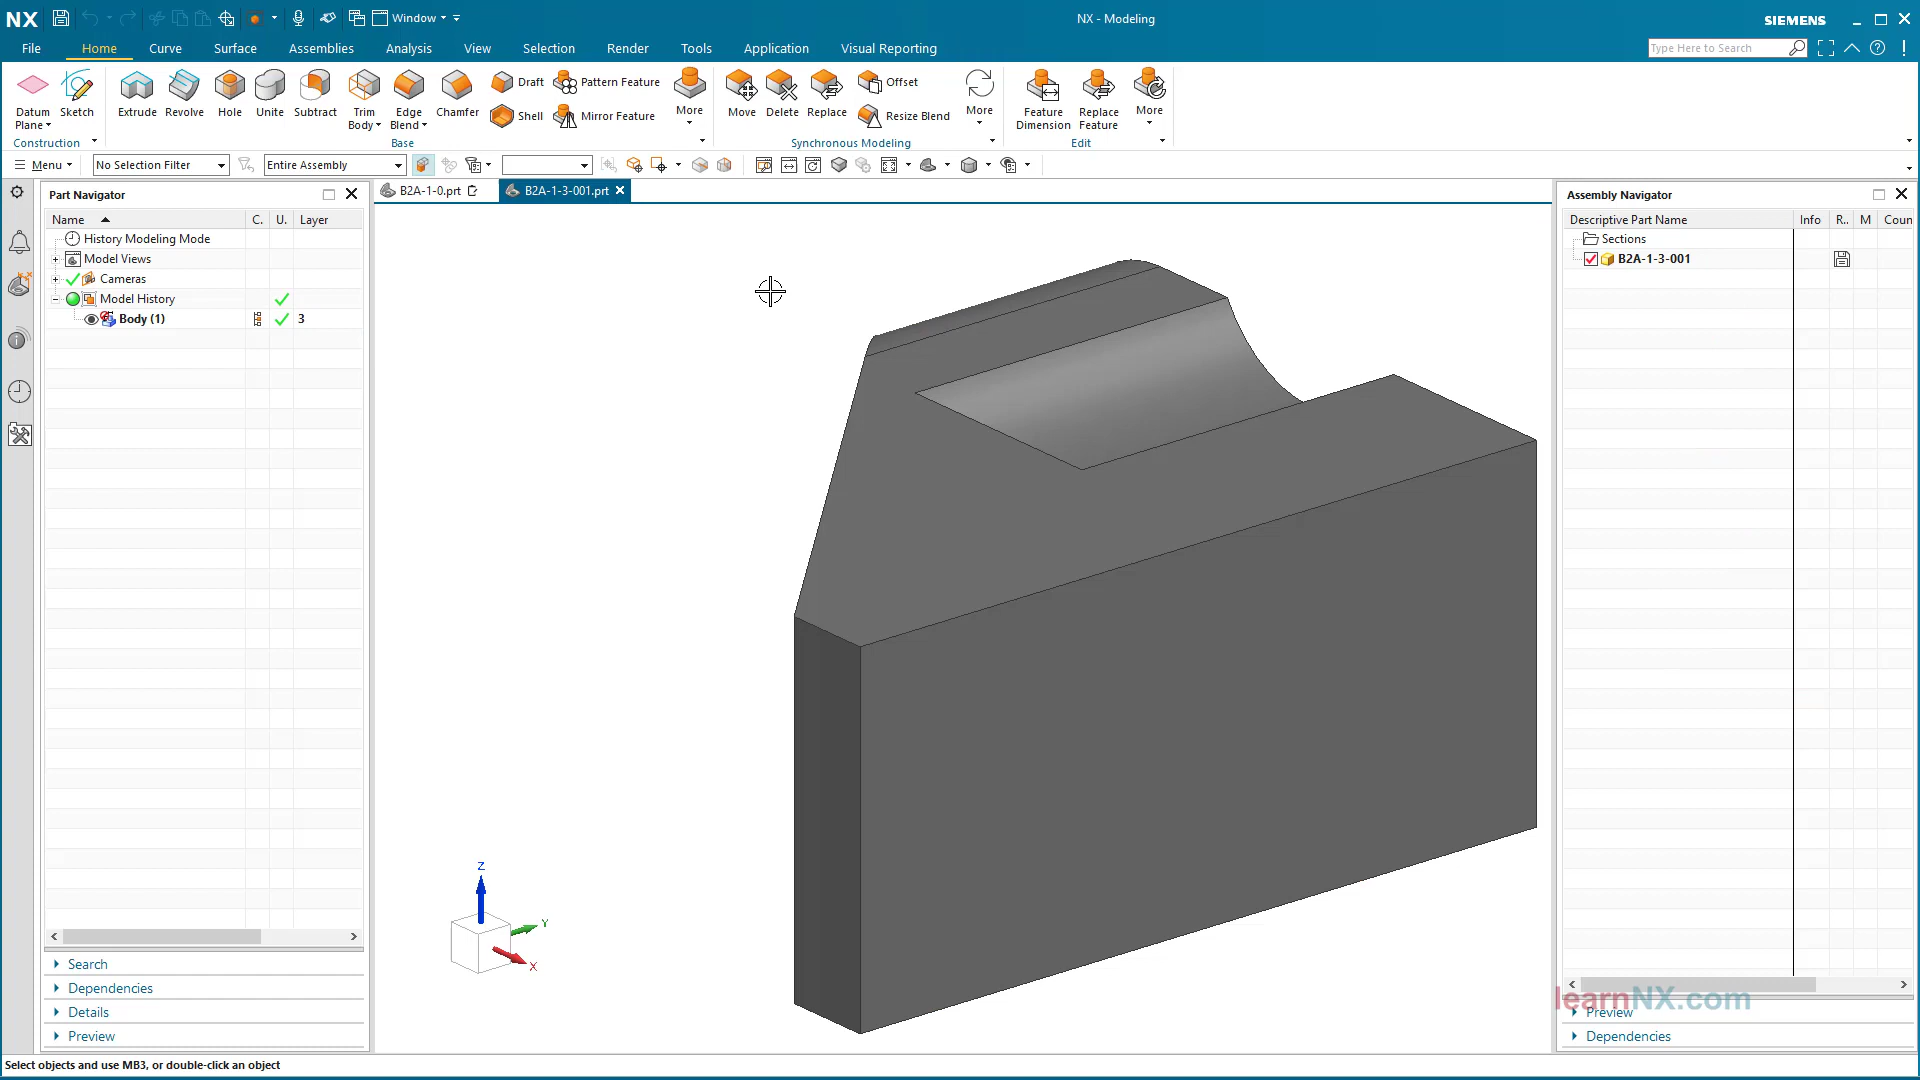 NX
Window
NX - Modeling
SIEMENS
File
Home
Curve
Surface
Assemblies
Analysis
View
Selection
Render
Tools
Application
Visual Reporting
Type Here to Search
Datum
Plane
Sketch
Extrude
Revolve
Hole
Unite
Subtract
Trim
Body
Edge
Blend
Chamfer
Draft
Shell
Pattern Feature
Mirror Feature
More
Move
Delete
Replace
Offset
Resize Blend
More
Feature
Dimension
Replace
Feature
More
Construction
Base
Synchronous Modeling
Edit
Menu
No Selection Filter
Entire Assembly
Part Navigator
Name
C.
U.
Layer
History Modeling Mode
Model Views
Cameras
Model History
Body (1)
3
Search
Dependencies
Details
Preview
B2A-1-0.prt
B2A-1-3-001.prt
Z
Y
X
Assembly Navigator
Descriptive Part Name
Info
R..
M
Coun
Sections
B2A-1-3-001
learnNX.com
Preview
Dependencies
Select objects and use MB3, or double-click an object